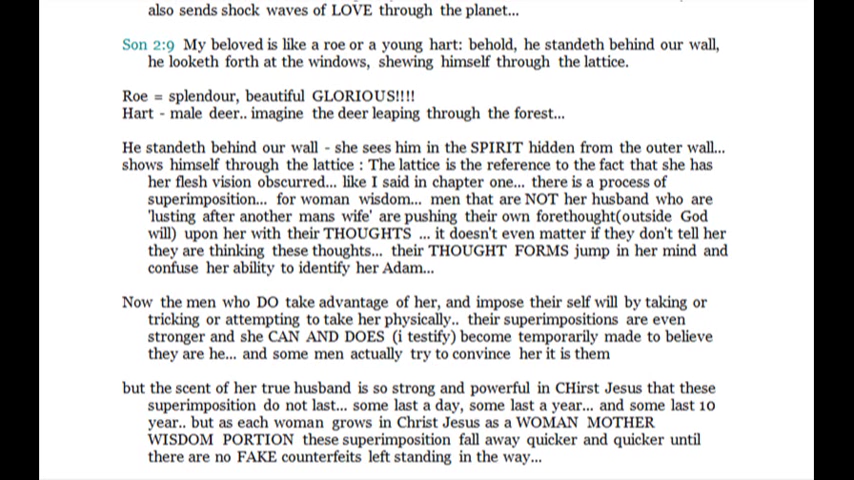 also sends shock waves of LOVE through the planet...
Son 2:9 My beloved is like a roe or a young hart: behold, he standeth behind our wall,
he looketh forth at the windows, shewing himself through the lattice.
Roe = splendour, beautiful GLORIOUS!!!!
Hart - male deer.. imagine the deer leaping through the forest...
He standeth behind our wall - she sees him in the SPIRIT hidden from the outer wall...
shows himself through the lattice : The lattice is the reference to the fact that she has
her flesh vision obscurred... like I said in chapter one... there is a process of
superimposition... for woman wisdom... men that are NOT her husband who are
'lusting after another mans wife' are pushing their own forethought(outside God
will) upon her with their THOUGHTS ... it doesn't even matter if they don't tell her
they are thinking these thoughts... their THOUGHT FORMS jump in her mind and
confuse her ability to identify her Adam...
Now the men who DO take advantage of her, and impose their self will by taking or
tricking or attempting to take her physically.. their superimpositions are even
stronger and she CAN AND DOES (i testify) become temporarily made to believe
they are he... and some men actually try to convince her it is them
but the scent of her true husband is so strong and powerful in CHirst Jesus that these
superimposition do not last... some last a day, some last a year... and some last 10
year.. but as each woman grows in Christ Jesus as a WOMAN MOTHER
WISDOM PORTION these superimposition fall away quicker and quicker until
there are no FAKE counterfeits left standing in the way...